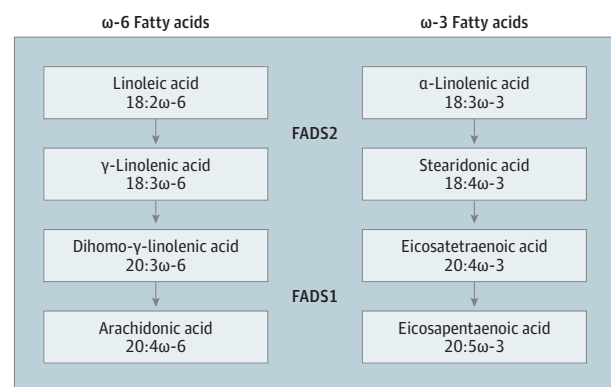 ω-6 Fatty acids
ω-3 Fatty acids
Linoleic acid
18:2ω-6
α-Linolenic acid
18:3ω-3
FADS2
γ-Linolenic acid
18:3ω-6
Stearidonic acid
18:4ω-3
Dihomo-γ-linolenic acid
20:3ω-6
Eicosatetraenoic acid
20:4ω-3
FADS1
Arachidonic acid
20:4ω-6
Eicosapentaenoic acid
20:5ω-3